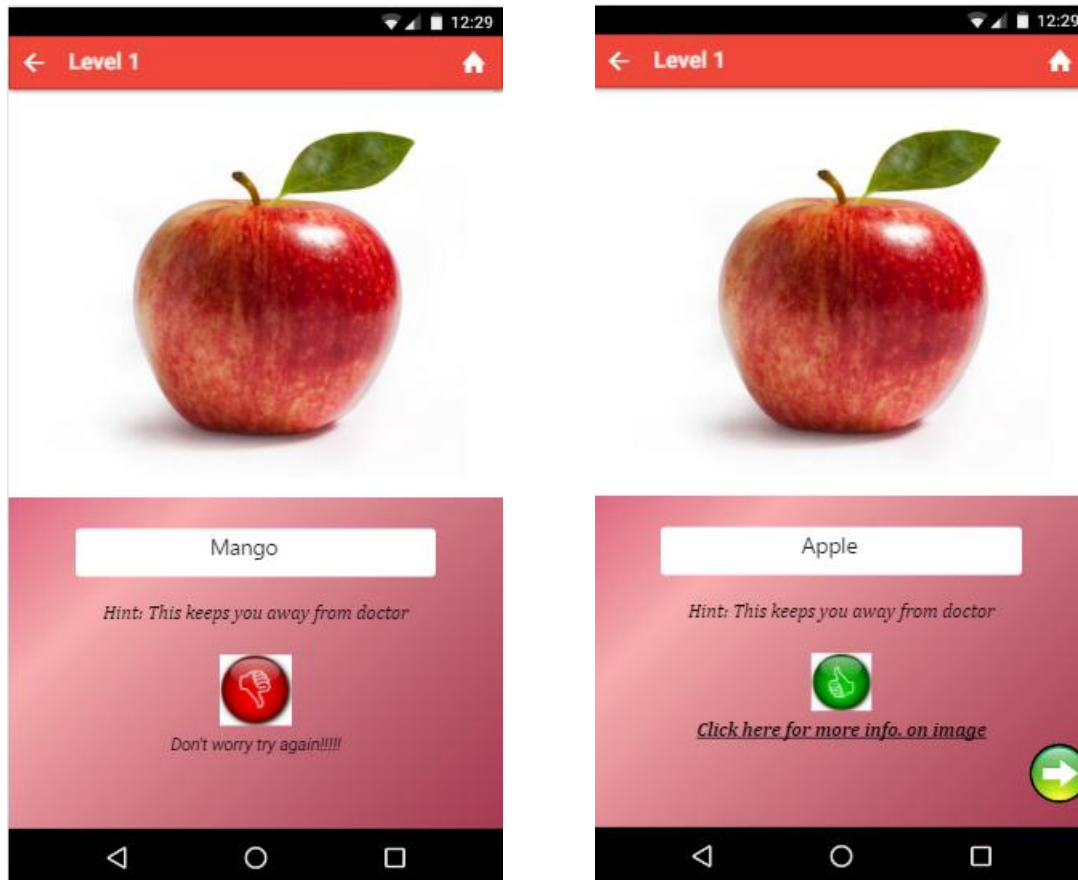 12:29
Level 1
Mango
Hint: This keeps you away from doctor
Don't worry try again!!!!!
12:29
Level 1
Apple
Hint: This keeps you away from doctor
Click here for more info. on image